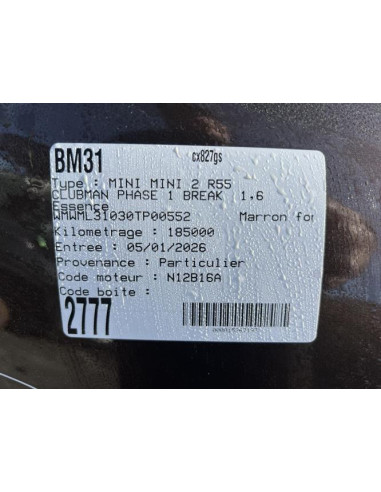 BM31 cx827gs
Type : MINI MINI 2 R55
CLUBMAN PHASE 1 BREAK 1.6
Essence
WMWML31030TP00552 Marron fon
Kilometrage : 185000
Entree : 05/01/2026
Provenance : Particulier
Code moteur : N12B16A
Code boite :
2777